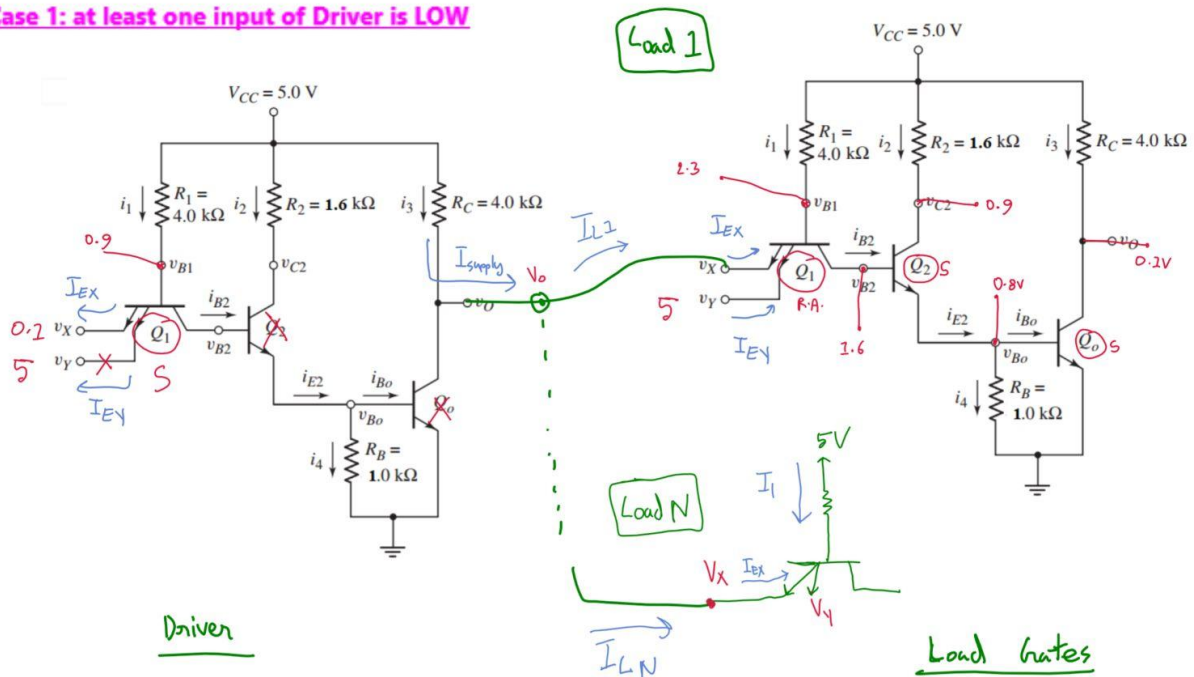 Case 1: at least one input of Driver is LOW
Load 1
VCC = 5.0 V
i1
R1 =
4.0 kΩ
i2
R2 = 1.6 kΩ
i3
RC = 4.0 kΩ
0.9
vB1
vC2
IEX
0.2 vX
5 vY
IEY
Q1
S
iB2
vB2
Q2
iE2
iBo
vBo
Qo
i4
RB =
1.0 kΩ
Isupply
vO
Vo
IL1
VCC = 5.0 V
i1
R1 =
4.0 kΩ
i2
R2 = 1.6 kΩ
i3
RC = 4.0 kΩ
2.3
vB1
vC2
0.9
vO
0.2V
IEX
vX
5 vY
IEY
Q1
R.A.
iB2
vB2
1.6
Q2 S
0.8V
iE2
iBo
vBo
Qo S
i4
RB =
1.0 kΩ
Load N
5V
I1
VX
IEX
VY
ILN
Driver
Load Gates